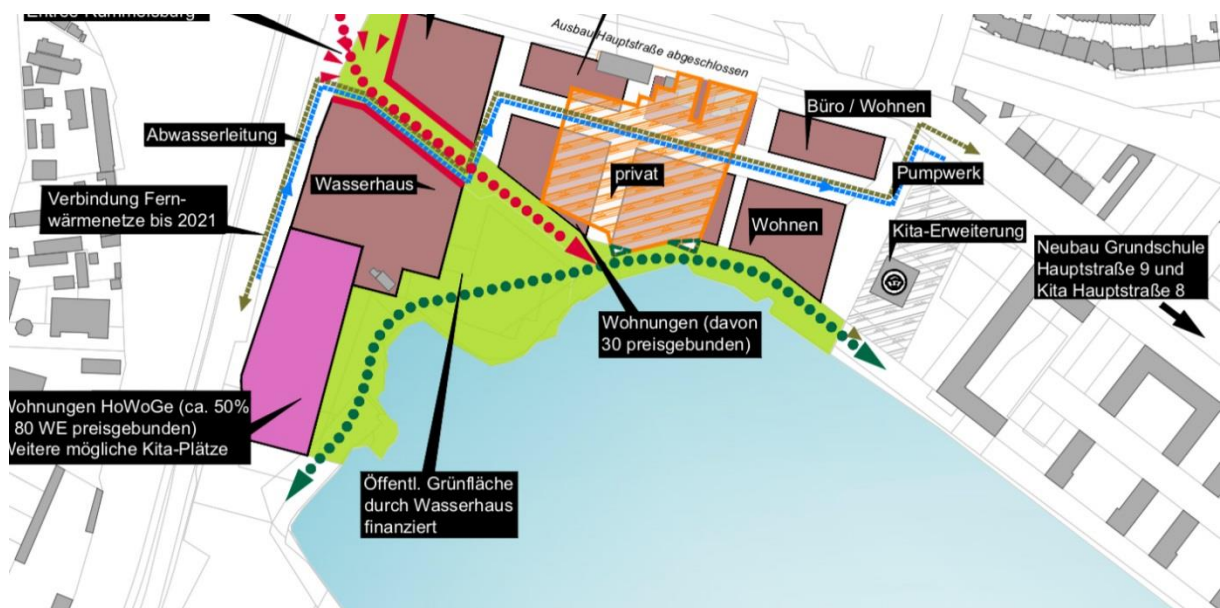 Entrée Rummelsburg
Ausbau Hauptstraße abgeschlossen
Büro / Wohnen
Abwasserleitung
Wasserhaus
privat
Pumpwerk
Verbindung Fern-
wärmenetze bis 2021
Wohnen
Kita-Erweiterung
Neubau Grundschule
Hauptstraße 9 und
Kita Hauptstraße 8
Wohnungen (davon
30 preisgebunden)
Wohnungen HoWoGe (ca. 50%
80 WE preisgebunden)
Weitere mögliche Kita-Plätze
Öffentl. Grünfläche
durch Wasserhaus
finanziert